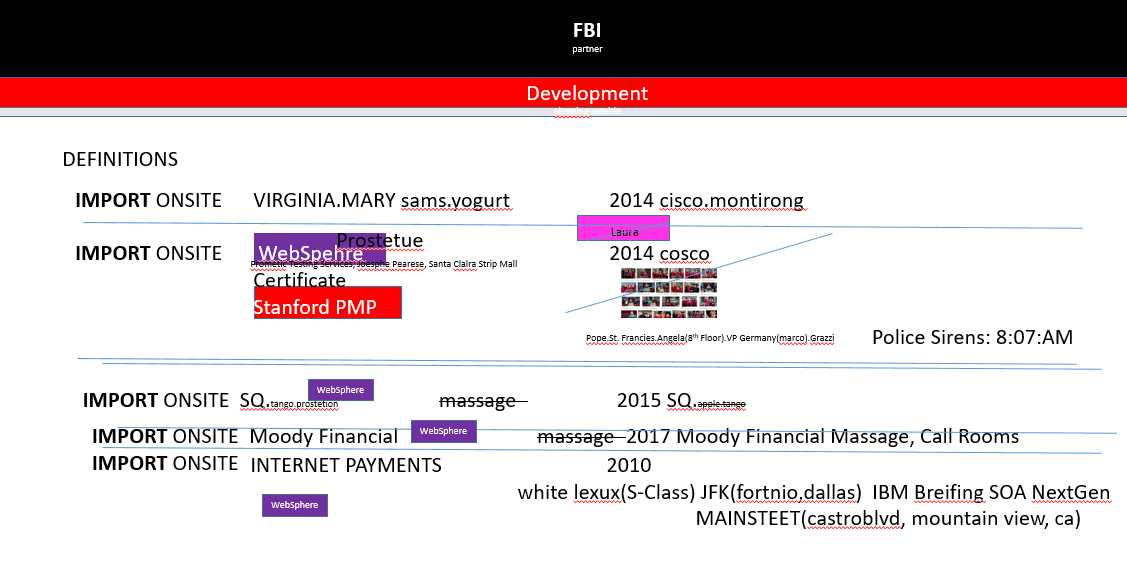 FBI
partner
Development
DEFINITIONS
IMPORT ONSITE VIRGINIA.MARY sams.yogurt 2014 cisco.montirong
Laura
Prostetue
IMPORT ONSITE WebSpehre 2014 cosco
Prometic Testing Services, Joesphe Pearese, Santa Clalra Strip Mall
Certificate
Stanford PMP
Pope.St. Francies.Angela(8th Floor).VP Germany(marco).Grazzi
Police Sirens: 8:07:AM
WebSphere
IMPORT ONSITE SQ.tango.prostetion massage 2015 SQ.apple.tango
IMPORT ONSITE Moody Financial WebSphere massage 2017 Moody Financial Massage, Call Rooms
IMPORT ONSITE INTERNET PAYMENTS 2010
white lexux(S-Class) JFK(fortnio,dallas) IBM Breifing SOA NextGen
WebSphere
MAINSTEET(castroblvd, mountain view, ca)